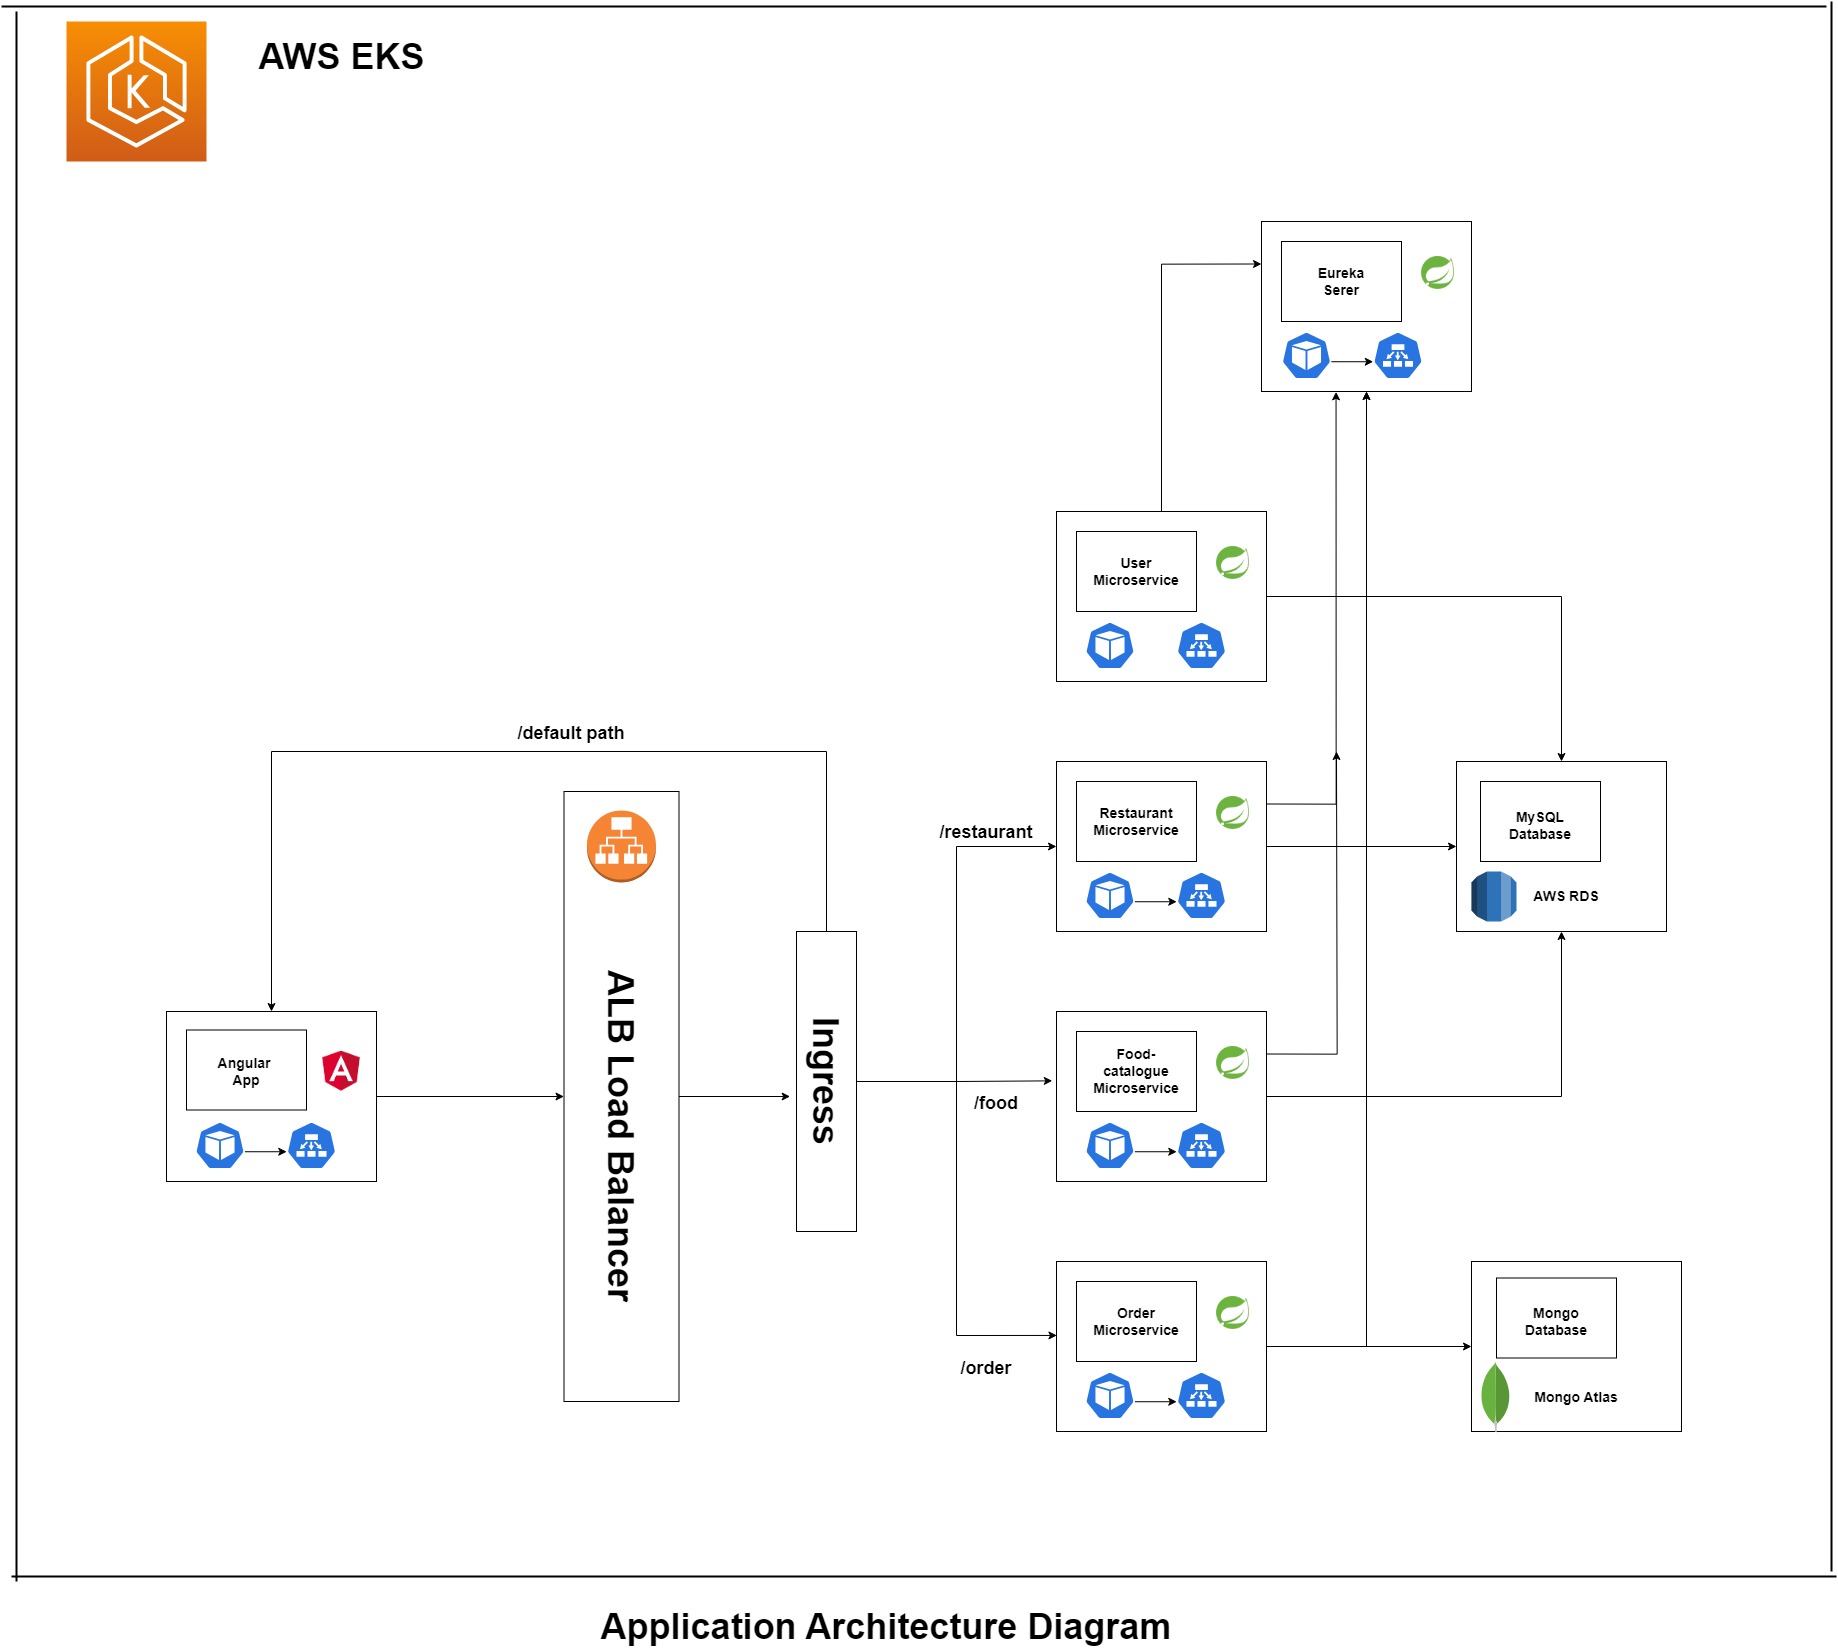 AWS EKS
K
Eureka
Serer
User
Microservice
/default path
/restaurant
Restaurant
Microservice
MySQL
Database
AWS RDS
ALB Load Balancer
Ingress
Angular
App
A
Food-
catalogue
Microservice
/food
/order
Order
Microservice
Mongo
Database
Mongo Atlas
Application Architecture Diagram